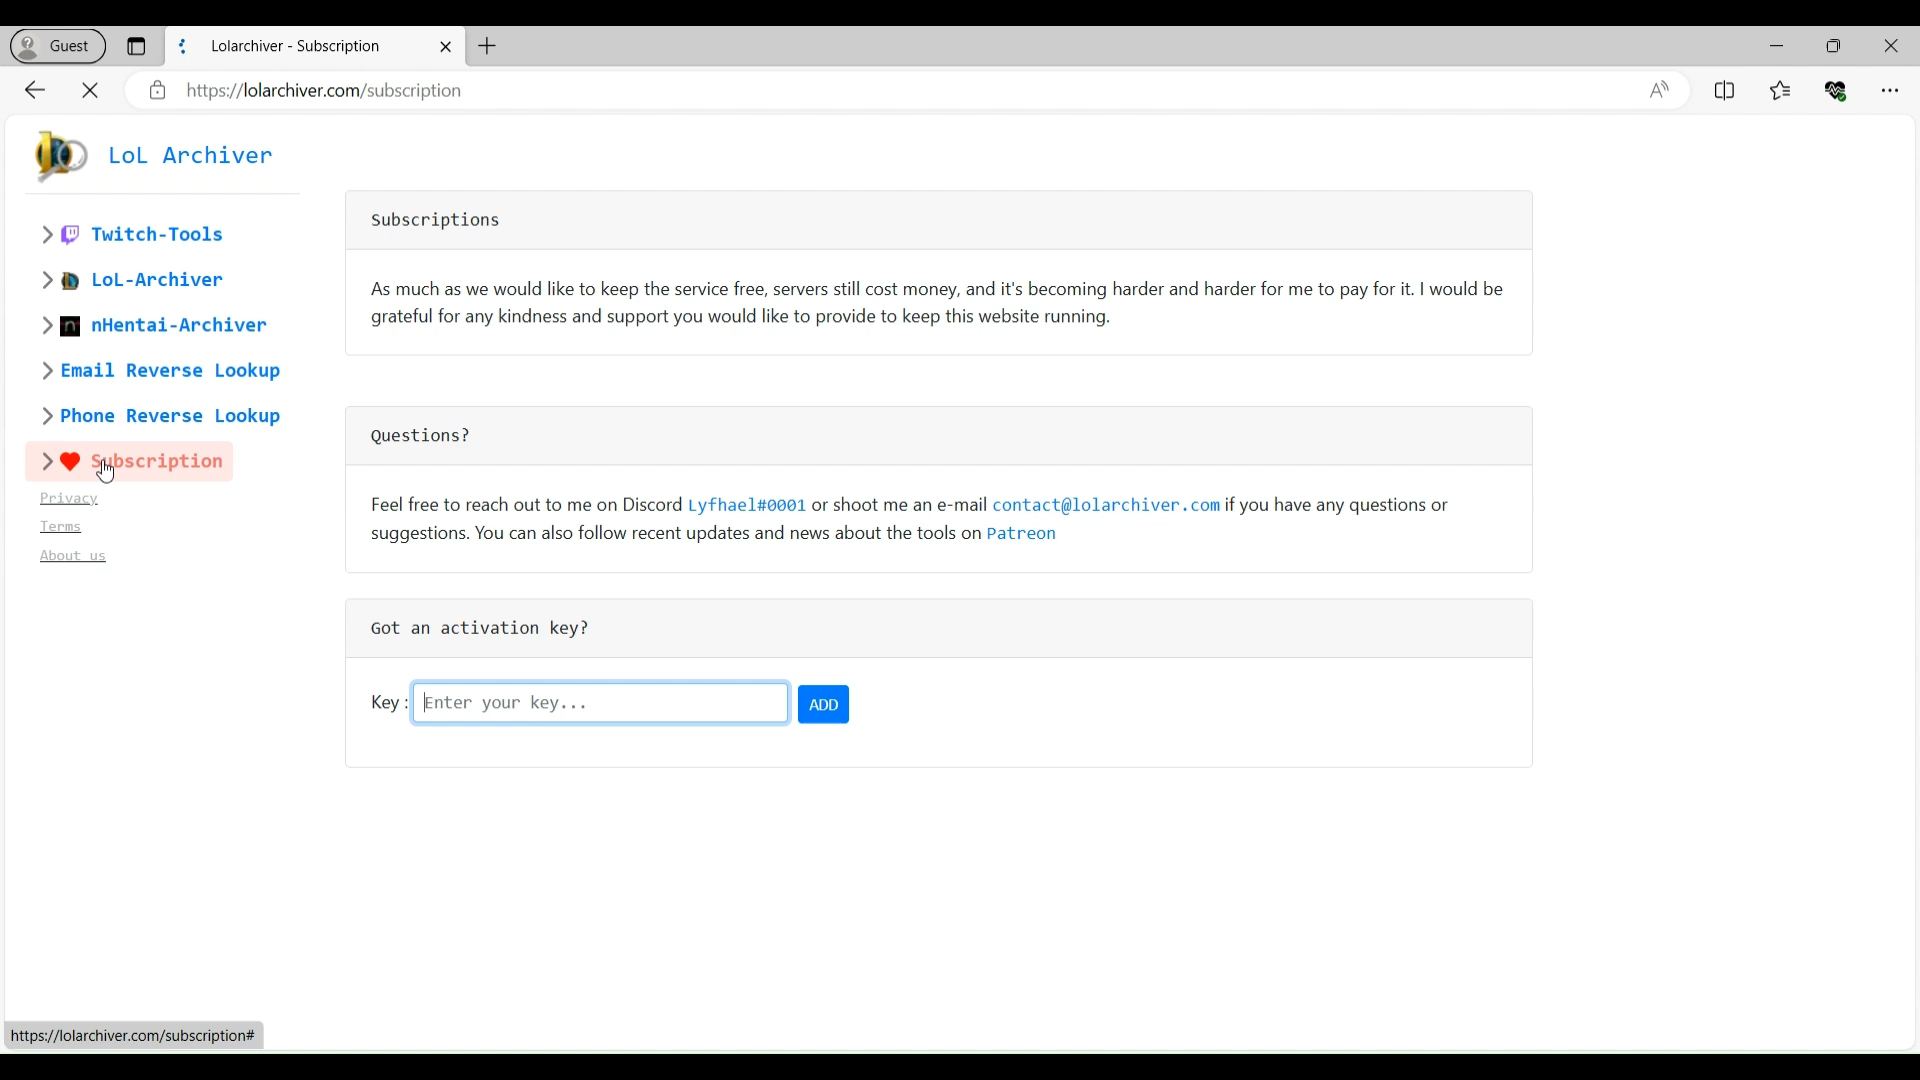 Guest
Lolarchiver - Subscription
https://lolarchiver.com/subscription
LoL Archiver
Twitch-Tools
LoL-Archiver
nHentai-Archiver
Email Reverse Lookup
Phone Reverse Lookup
Subscription
Privacy
Terms
About us
Subscriptions
As much as we would like to keep the service free, servers still cost money, and it's becoming harder and harder for me to pay for it. I would be
grateful for any kindness and support you would like to provide to keep this website running.
Questions?
Feel free to reach out to me on Discord Lyfhael#0001 or shoot me an e-mail contact@lolarchiver.com if you have any questions or
suggestions. You can also follow recent updates and news about the tools on Patreon
Got an activation key?
Key : Enter your key... ADD
https://lolarchiver.com/subscription#